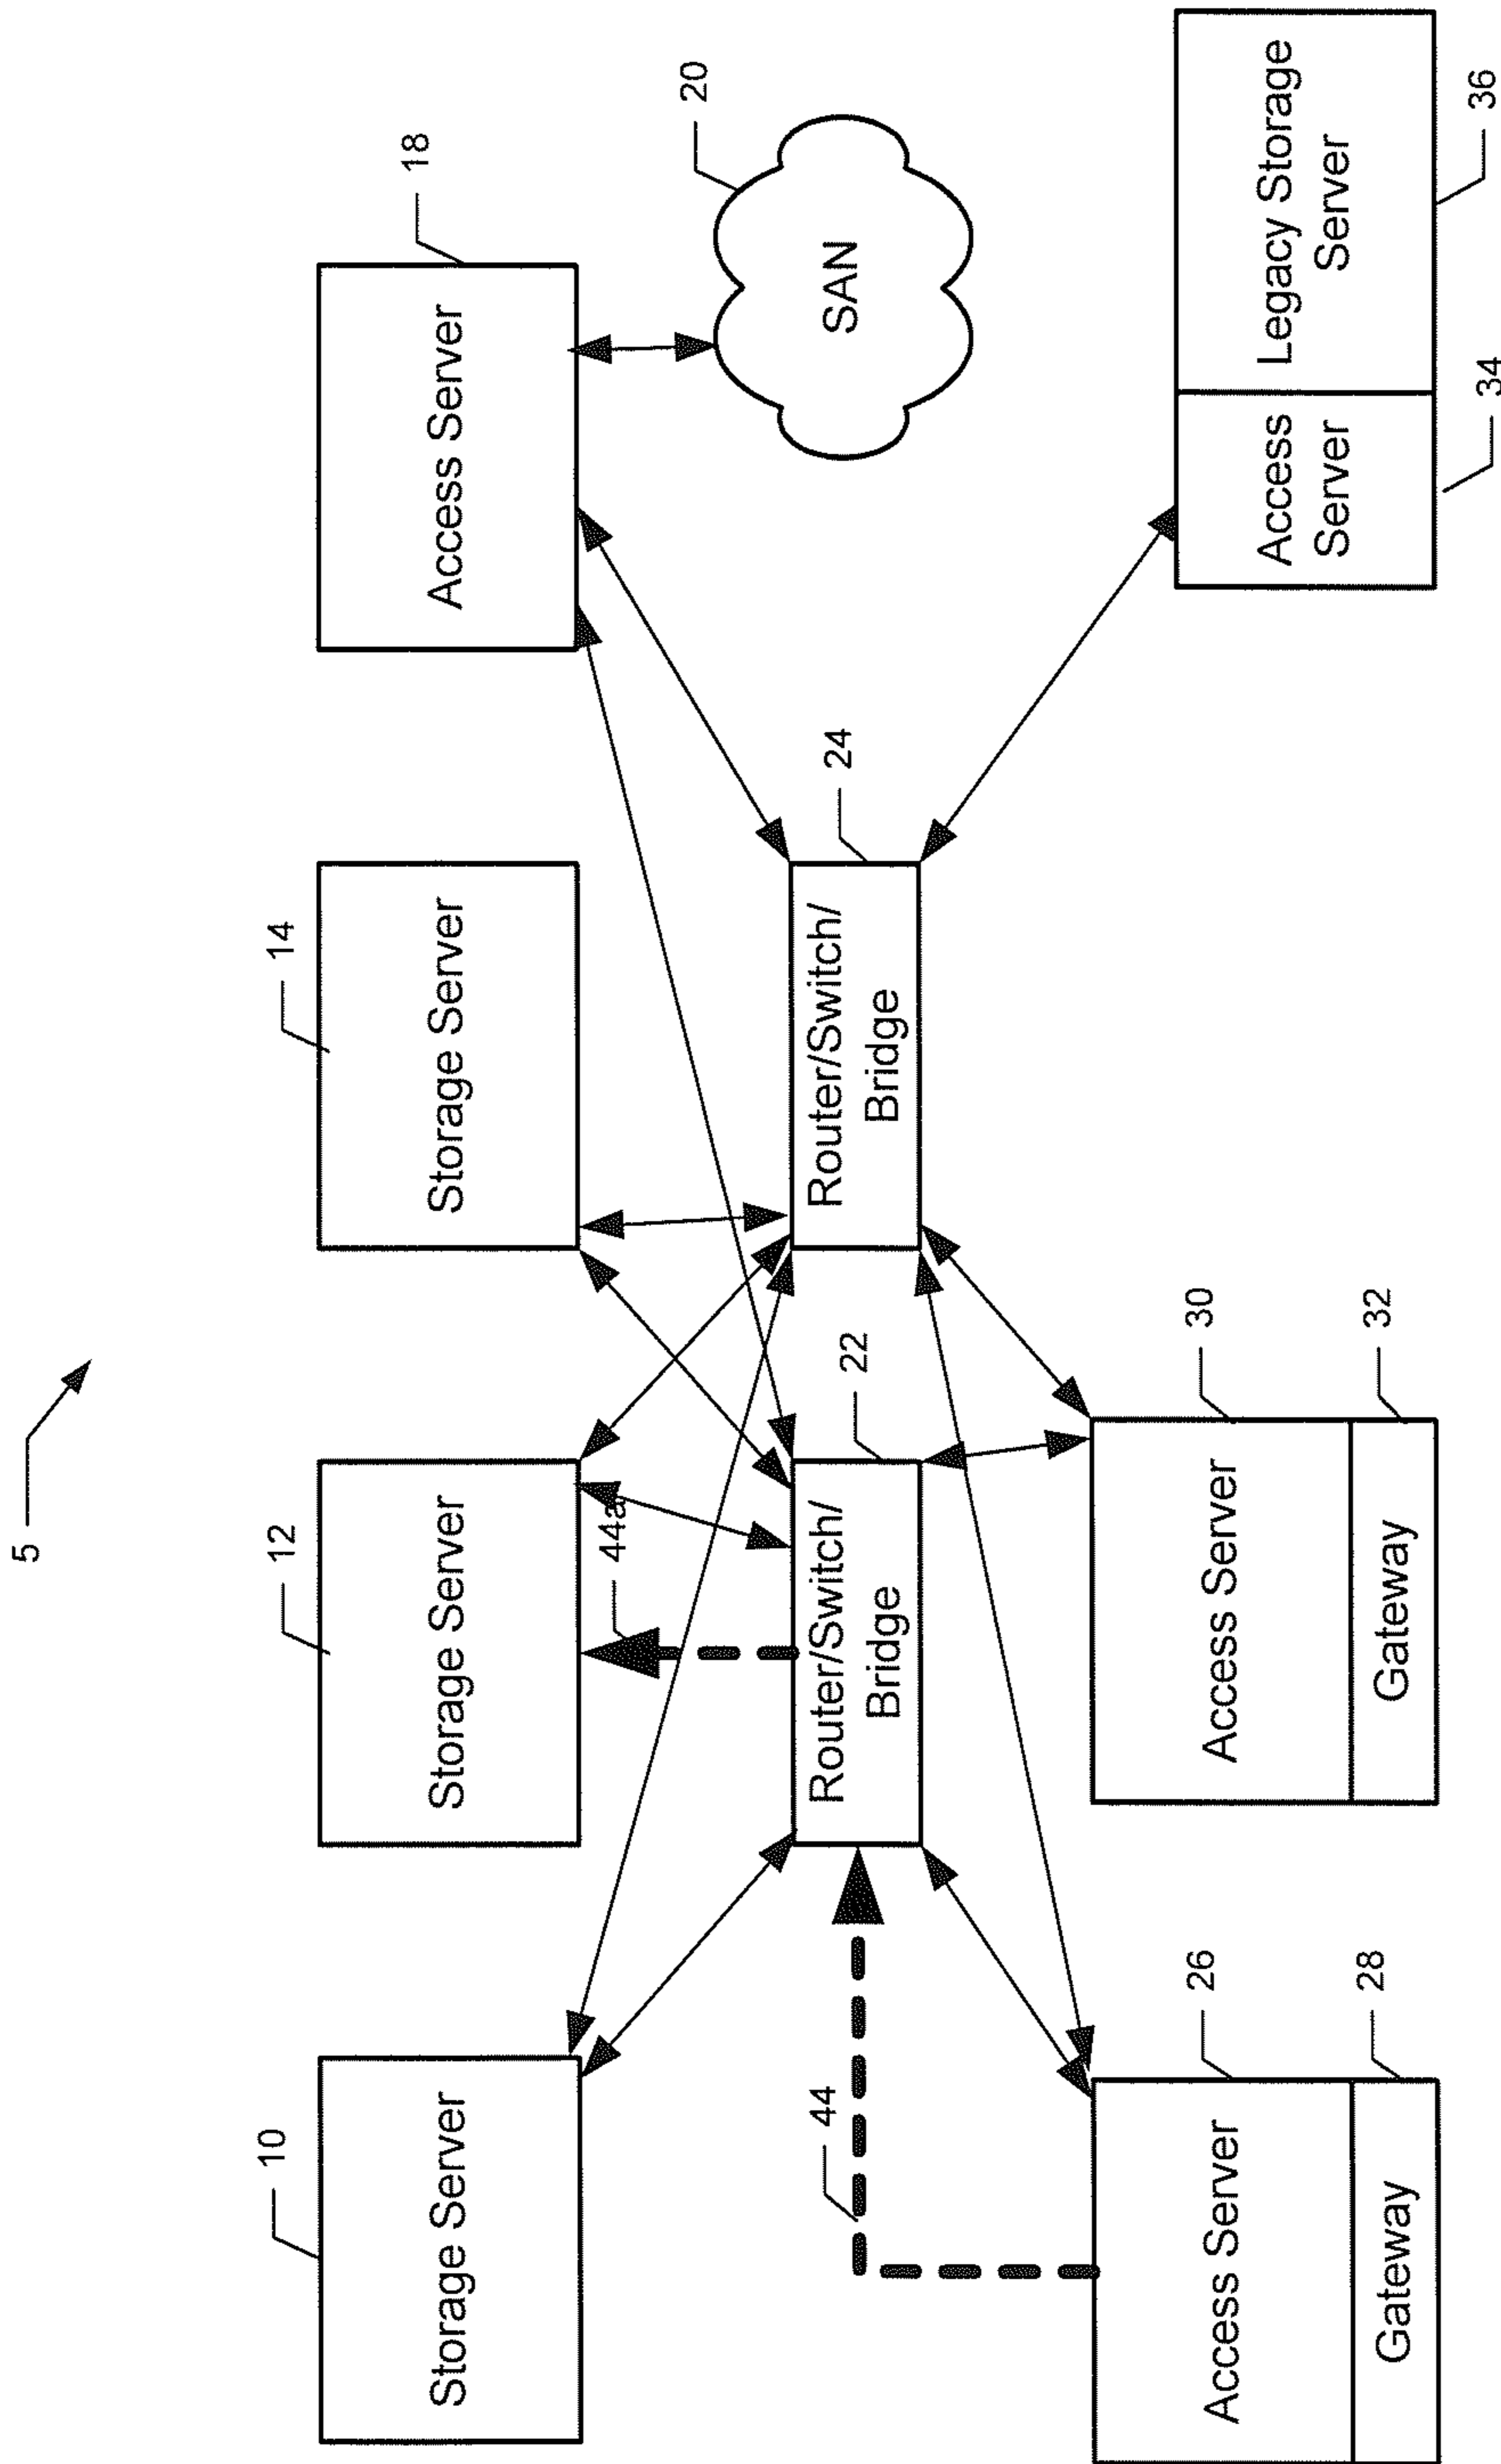 5
10
12
14
18
Storage Server
Storage Server
Storage Server
Access Server
44a
20
44
Router/Switch/
Bridge
22
Router/Switch/
Bridge
24
SAN
Access Server
26
Access Server
30
Access
Server
Legacy Storage
Server
Gateway
28
Gateway
32
34
36